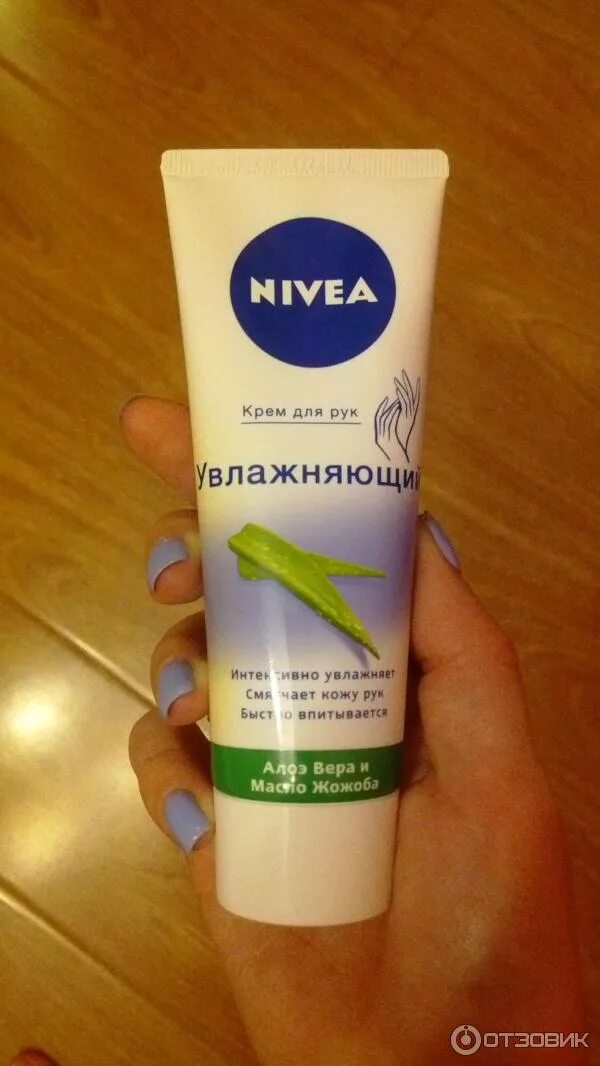 NIVEA
Крем для рук
Увлажняющий
Интенсивно увлажняет
Смягчает кожу рук
Быстро впитывается
Алоэ Вера и
Масло Жожоба
ОТЗОВИК